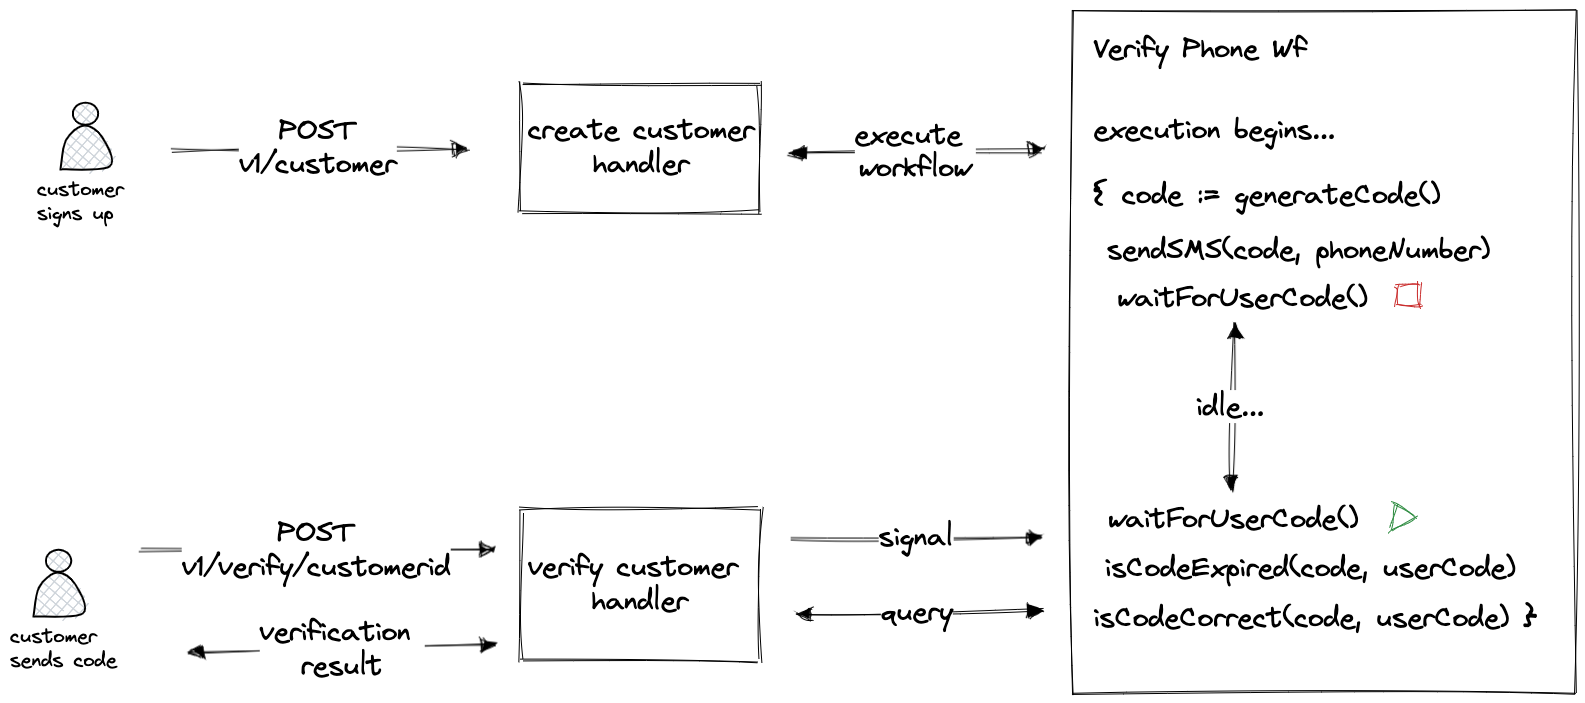 customer
signs up
POST
v1/customer
create customer
handler
execute
workflow
Verify Phone Wf
execution begins...
{ code := generateCode()
sendSMS(code, phoneNumber)
waitForUserCode()
idle...
customer
sends code
POST
v1/verify/customerid
verification
result
verify customer
handler
signal
query
waitForUserCode()
isCodeExpired(code, userCode)
isCodeCorrect(code, userCode) }